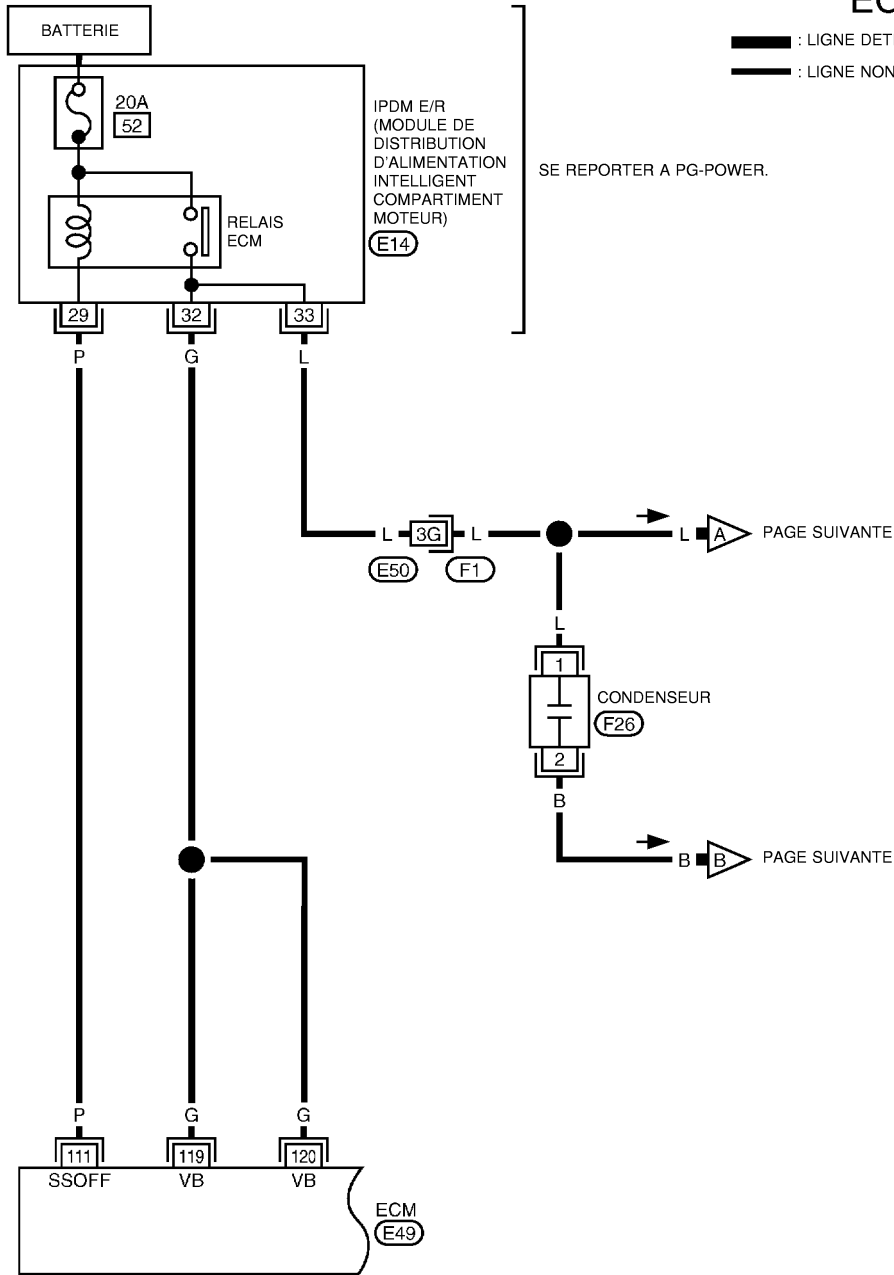 EC
BATTERIE
: LIGNE DET
: LIGNE NON
20A
52
IPDM E/R
(MODULE DE
DISTRIBUTION
D'ALIMENTATION
INTELLIGENT
COMPARTIMENT
MOTEUR)
E14
SE REPORTER A PG-POWER.
RELAIS
ECM
29
32
33
P
G
L
L
3G
L
L
A
PAGE SUIVANTE
E50
F1
L
1
CONDENSEUR
F26
2
B
B
B
PAGE SUIVANTE
P
G
G
111
119
120
SSOFF
VB
VB
ECM
E49